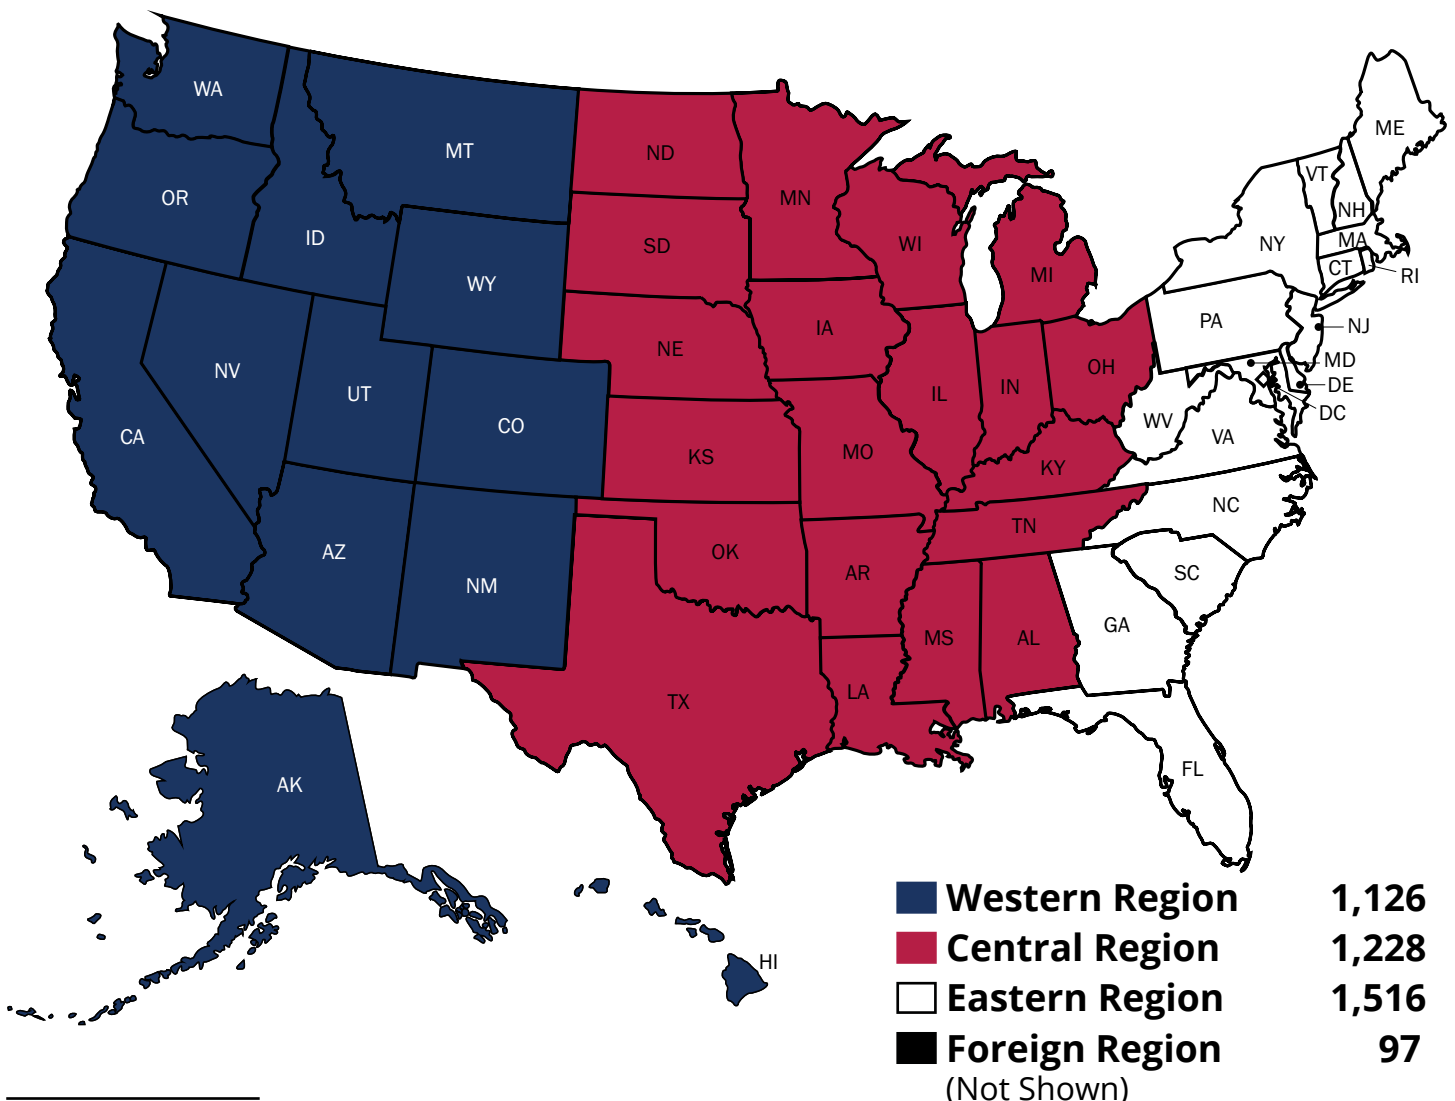 WA
MT
ND
ME
OR
ID
MN
VT
NH
SD
WI
NY
MA
WY
MI
CT
RI
NV
NE
IA
PA
NJ
UT
CO
IL
IN
OH
MD
DE
DC
CA
KS
MO
KY
WV
VA
AZ
NM
OK
AR
TN
NC
SC
MS
AL
GA
TX
LA
FL
AK
HI
Western Region 1,126
Central Region 1,228
Eastern Region 1,516
Foreign Region 97
(Not Shown)